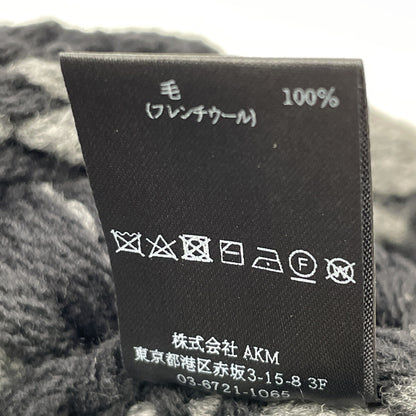 毛 100%
(フレンチウール)
F W
株式会社 AKM
東京都港区赤坂3-15-8 3F
03-6721-1065